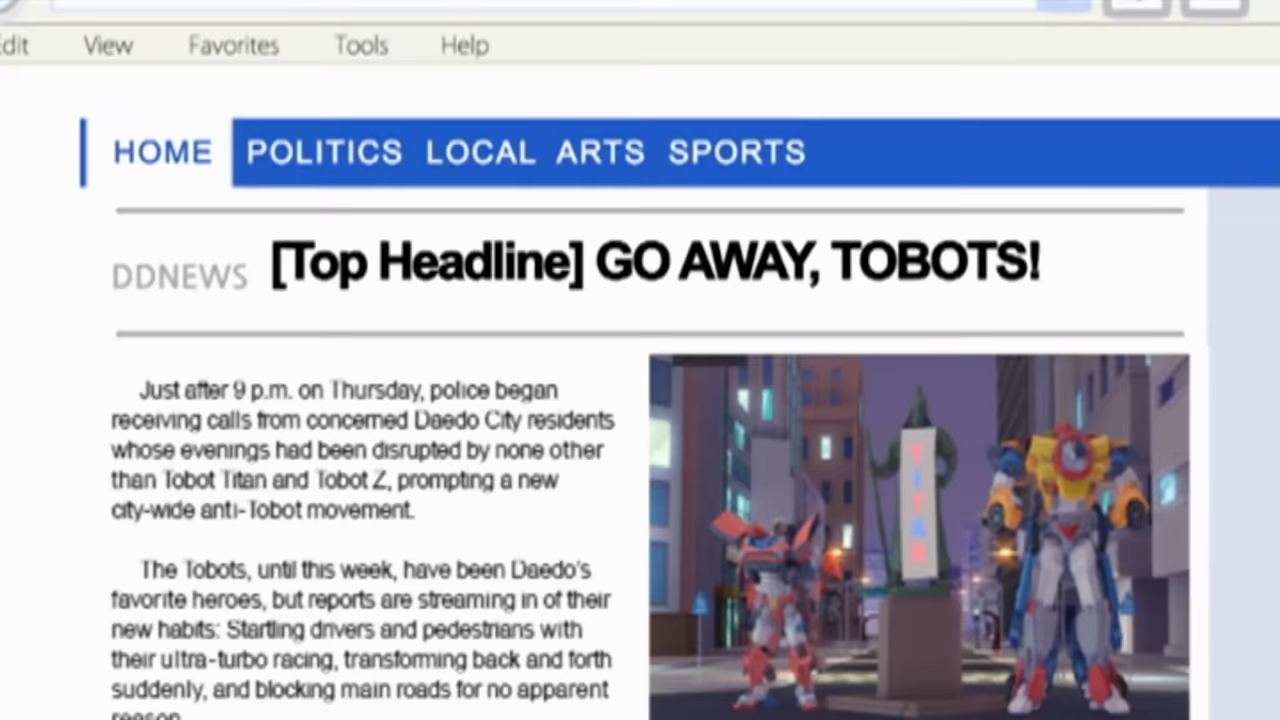 Edit View Favorites Tools Help
HOME POLITICS LOCAL ARTS SPORTS
DDNEWS [Top Headline] GO AWAY, TOBOTS!
Just after 9 p.m. on Thursday, police began
receiving calls from concerned Daedo City residents
whose evenings had been disrupted by none other
than Tobot Titan and Tobot Z, prompting a new
city-wide anti-Tobot movement.
The Tobots, until this week, have been Daedo's
favorite heroes, but reports are streaming in of their
new habits: Startling drivers and pedestrians with
their ultra-turbo racing, transforming back and forth
suddenly, and blocking main roads for no apparent
reason
TITAN